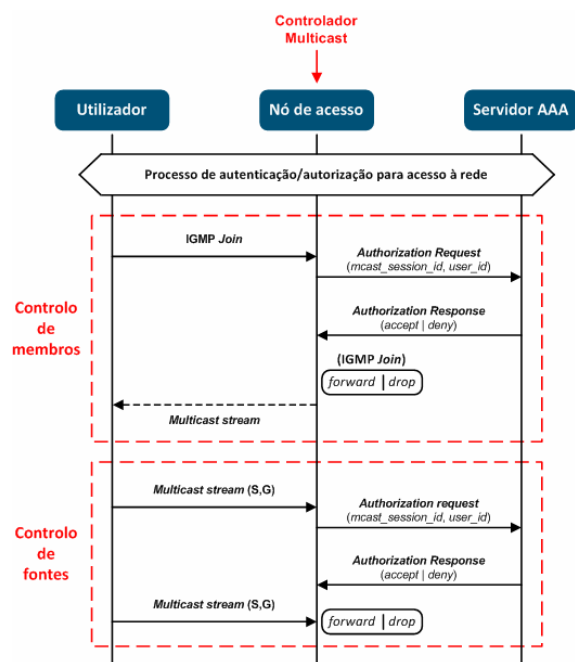 Controlador
Multicast
Utilizador
Nó de acesso
Servidor AAA
Processo de autenticação/autorização para acesso à rede
IGMP Join
Authorization Request
(mcast_session_id, user_id)
Controlo
de
membros
Authorization Response
(accept | deny)
(IGMP Join)
forward | drop
Multicast stream
Multicast stream (S,G)
Authorization request
(mcast_session_id, user_id)
Controlo
de
fontes
Authorization Response
(accept | deny)
Multicast stream (S,G)
forward | drop